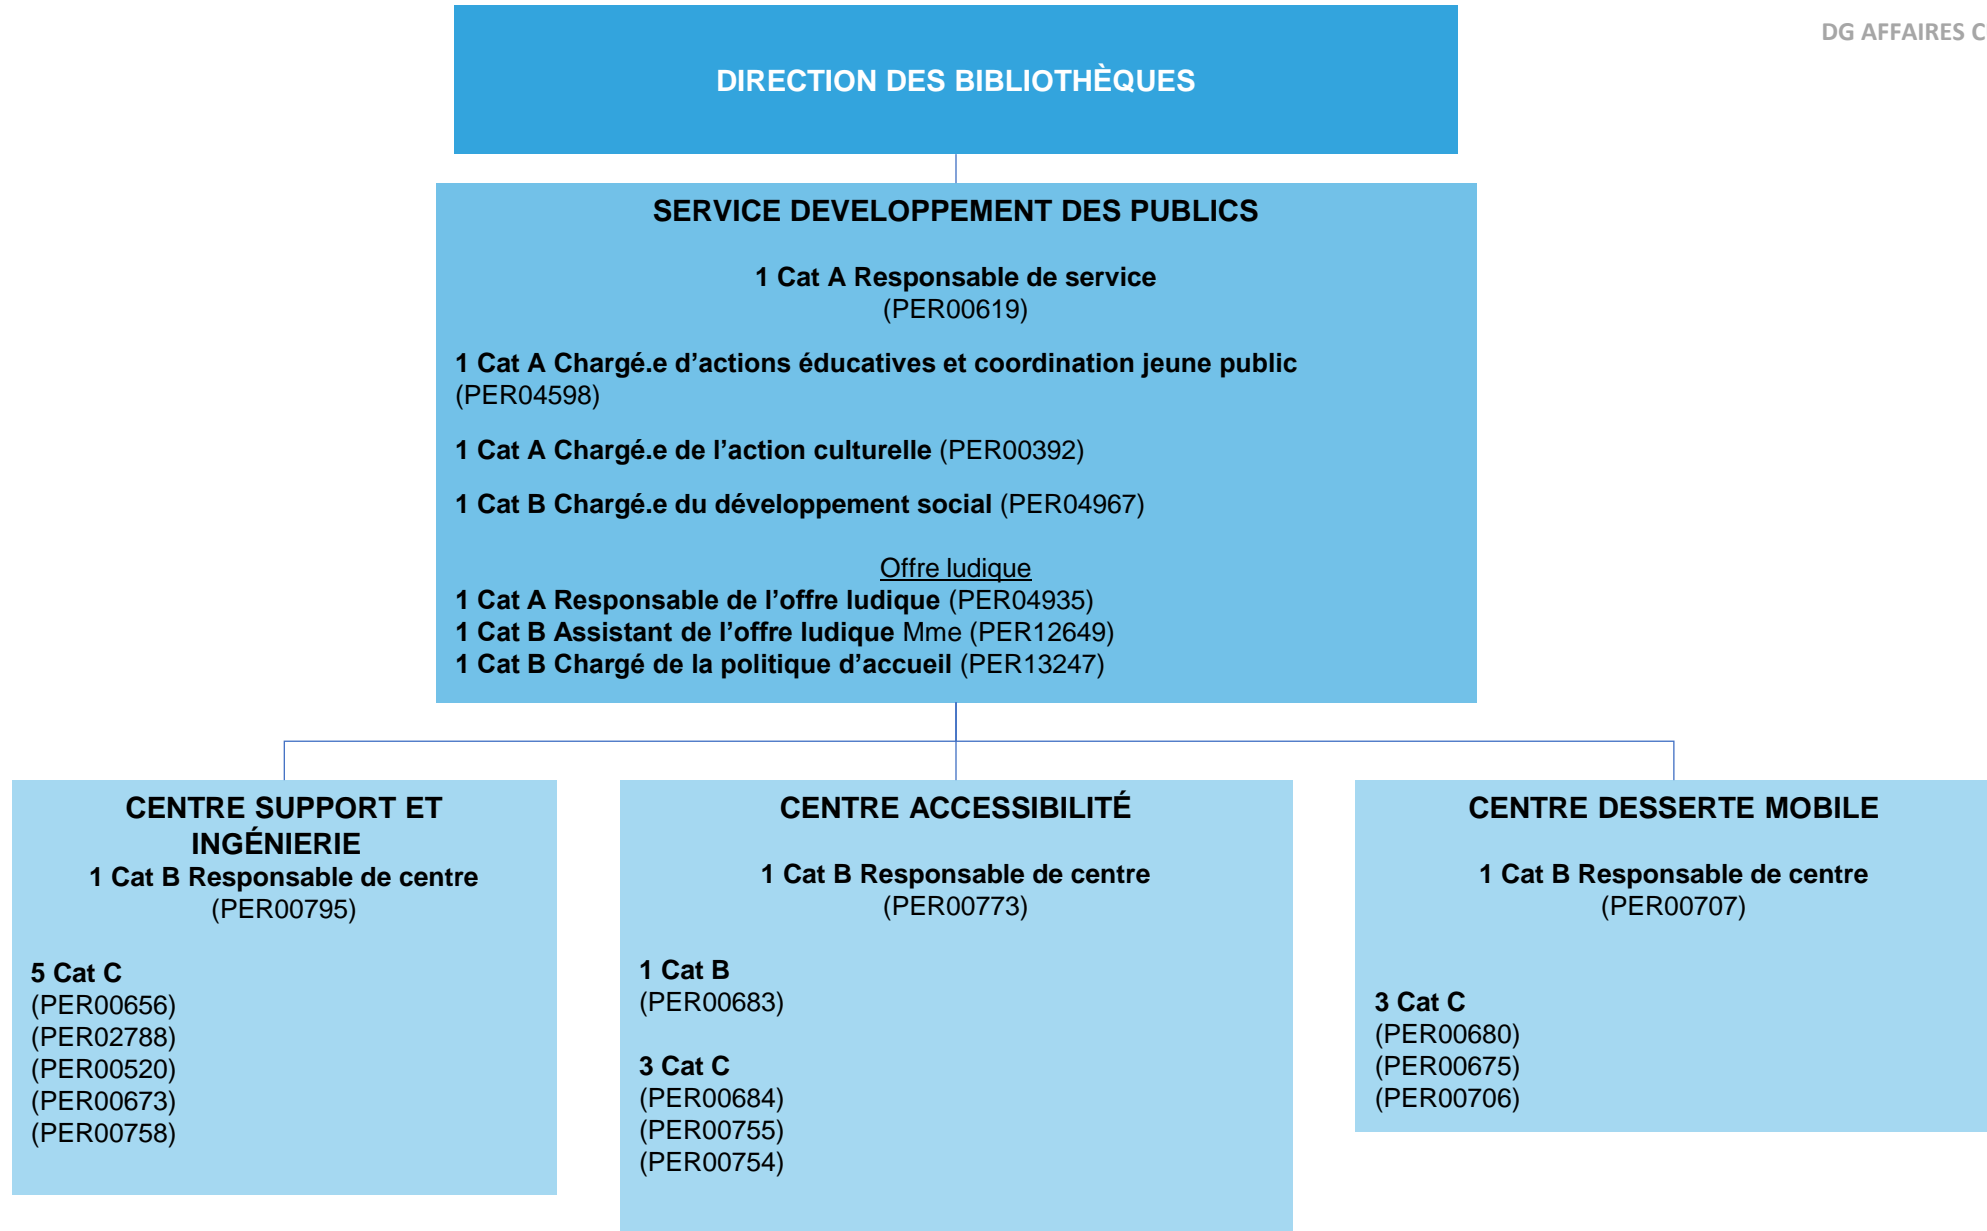 DG AFFAIRES C
DIRECTION DES BIBLIOTHÈQUES
SERVICE DEVELOPPEMENT DES PUBLICS
1 Cat A Responsable de service
(PER00619)
1 Cat A Chargé.e d’actions éducatives et coordination jeune public
(PER04598)
1 Cat A Chargé.e de l’action culturelle (PER00392)
1 Cat B Chargé.e du développement social (PER04967)
Offre ludique
1 Cat A Responsable de l’offre ludique (PER04935)
1 Cat B Assistant de l’offre ludique Mme (PER12649)
1 Cat B Chargé de la politique d’accueil (PER13247)
CENTRE SUPPORT ET
INGÉNIERIE
1 Cat B Responsable de centre
(PER00795)
5 Cat C
(PER00656)
(PER02788)
(PER00520)
(PER00673)
(PER00758)
CENTRE ACCESSIBILITÉ
1 Cat B Responsable de centre
(PER00773)
1 Cat B
(PER00683)
3 Cat C
(PER00684)
(PER00755)
(PER00754)
CENTRE DESSERTE MOBILE
1 Cat B Responsable de centre
(PER00707)
3 Cat C
(PER00680)
(PER00675)
(PER00706)